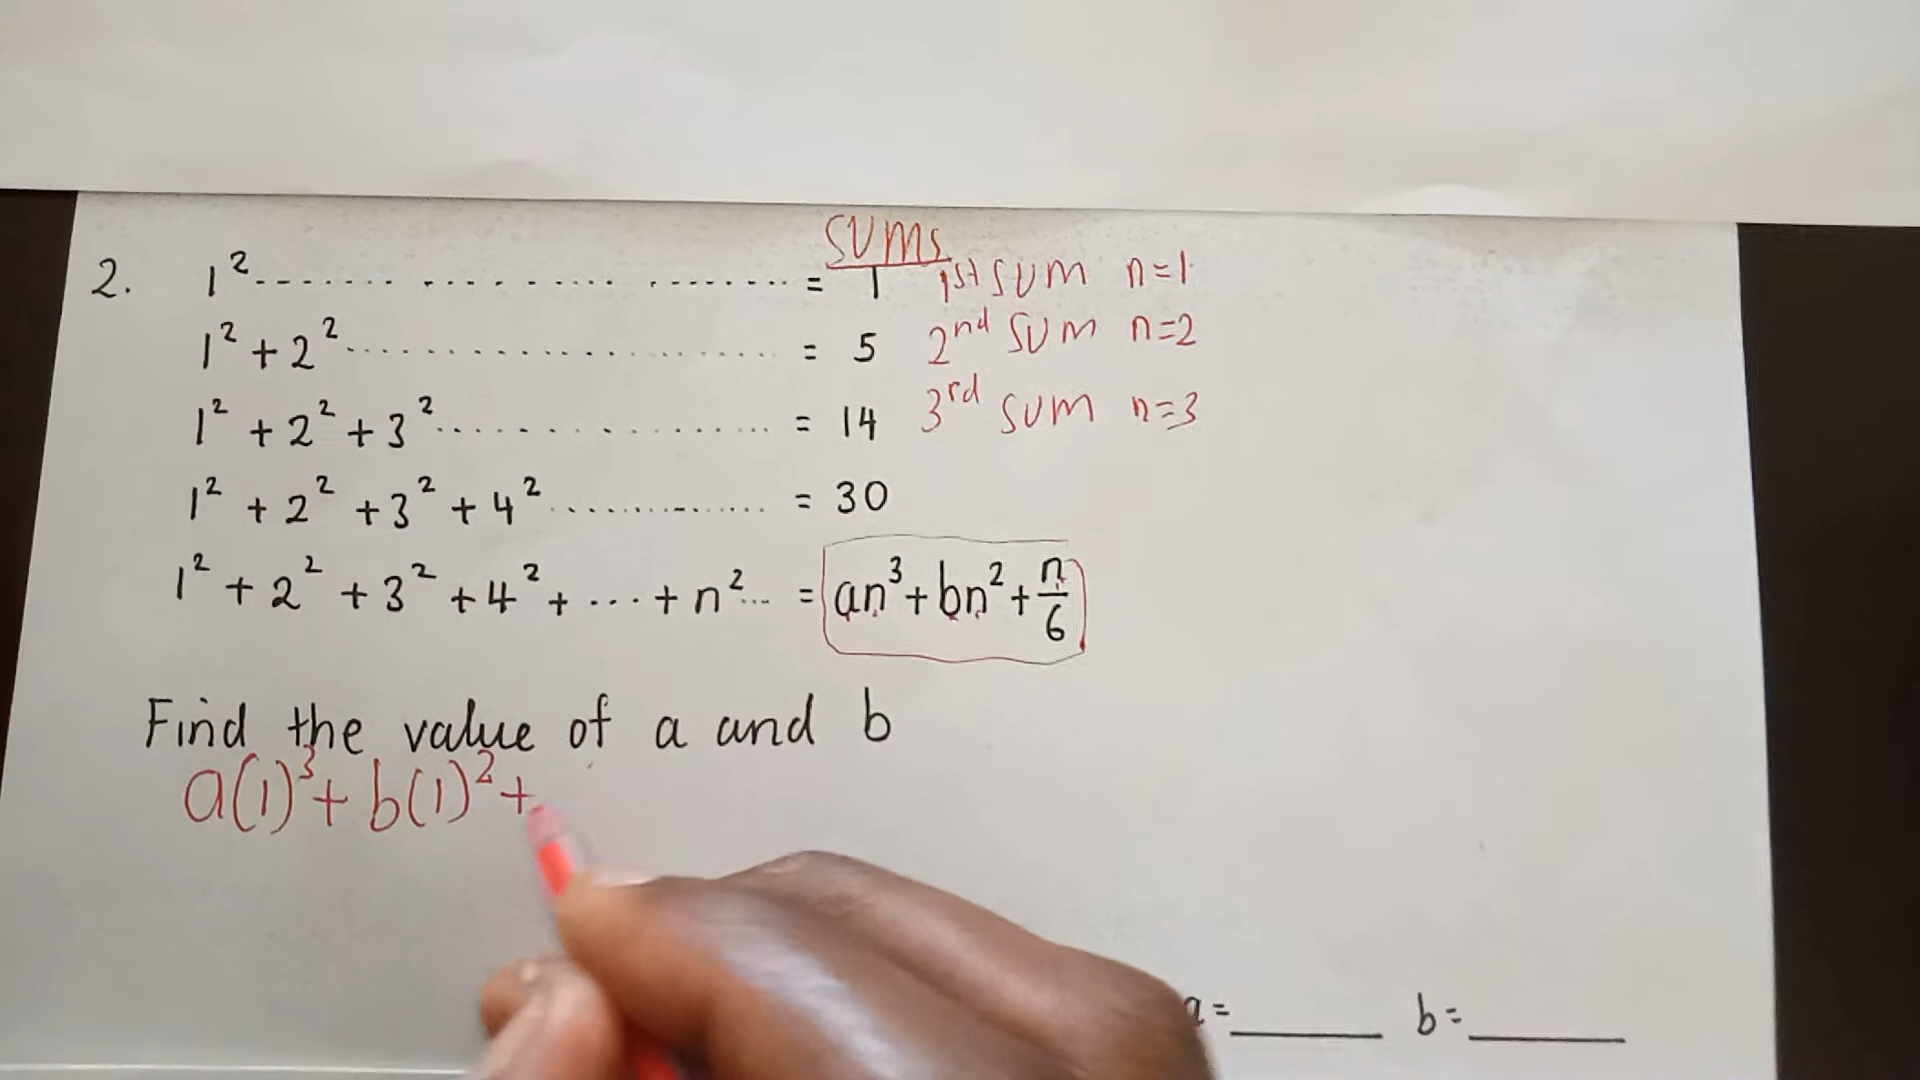 SUMS
2. 1² ............ = 1 1st SUM n=1
1² + 2² ............ = 5 2nd SUM n=2
1² + 2² + 3² ............ = 14 3rd SUM n=3
1² + 2² + 3² + 4² ............ = 30
1² + 2² + 3² + 4² + ... + n² ... = an³ + bn² + n/6
Find the value of a and b
a(1)³ + b(1)² +
a = ______ b = ______